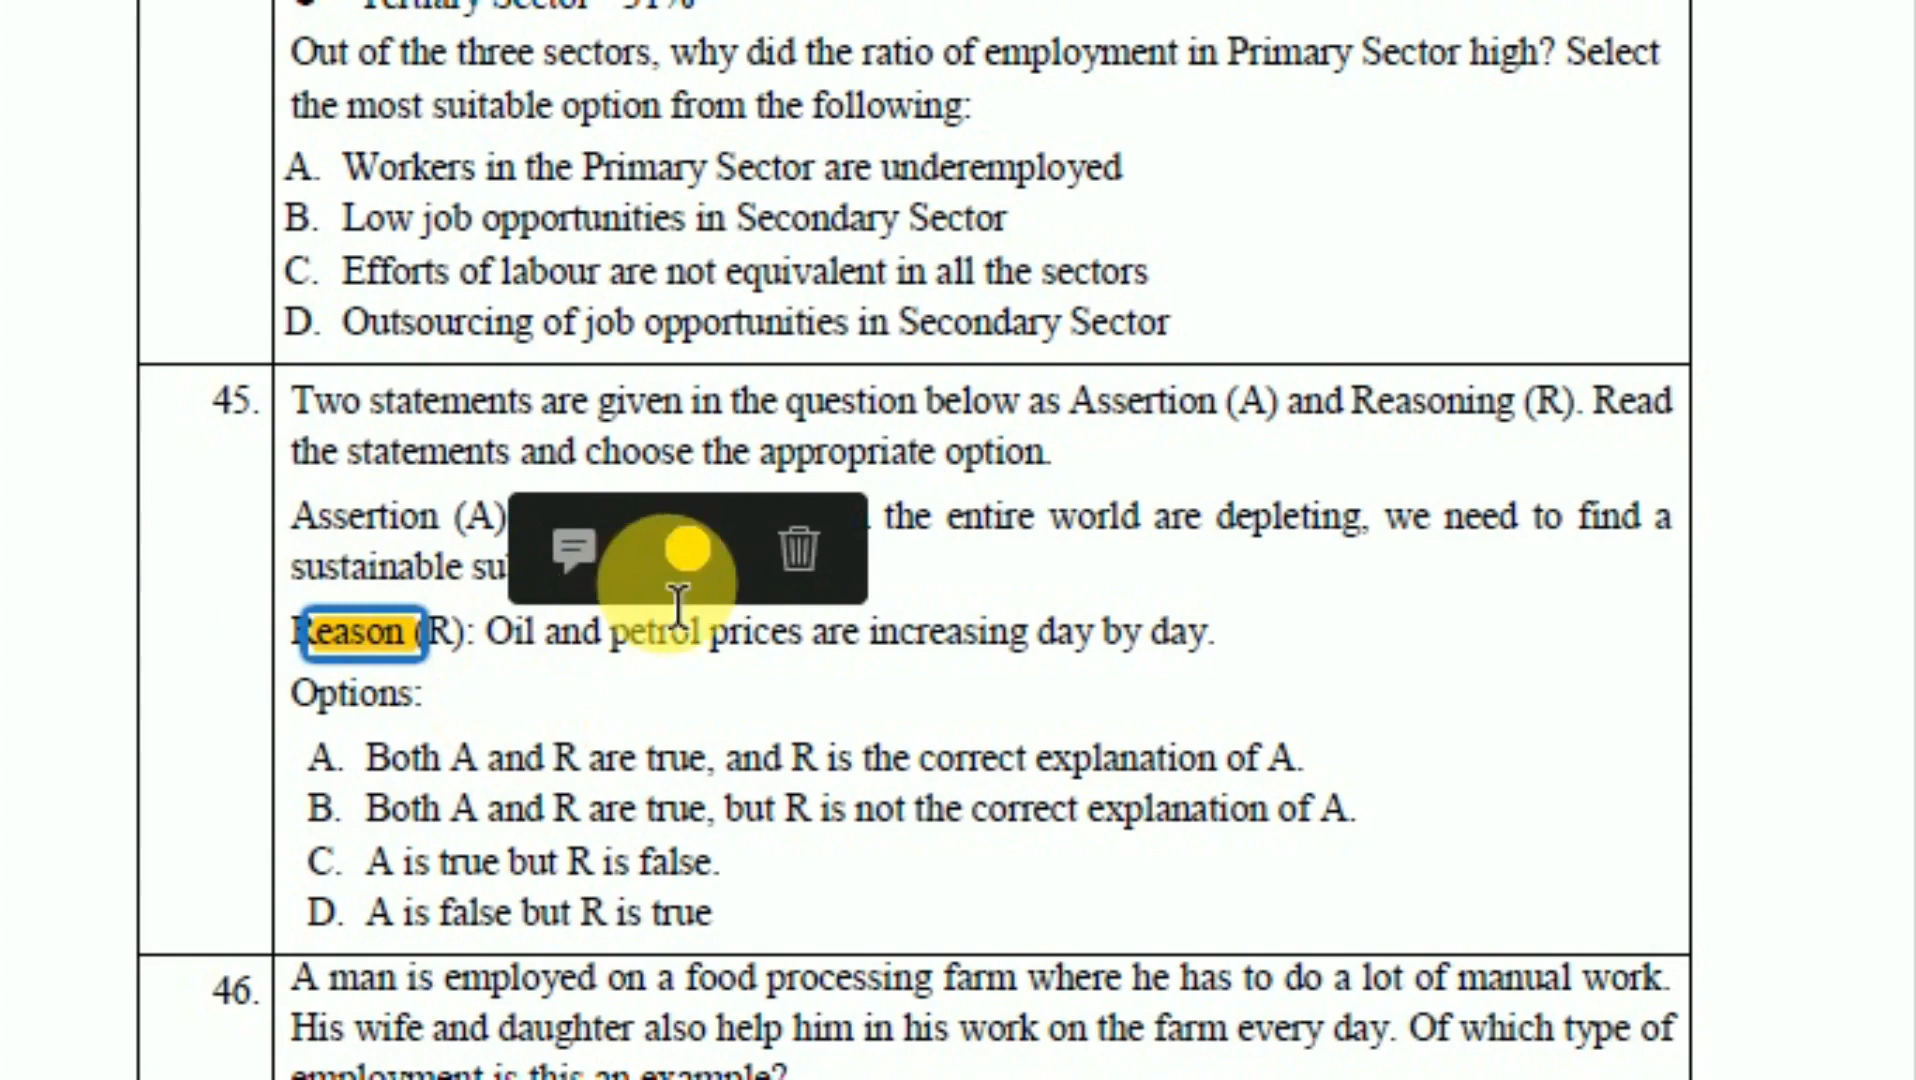 Tertiary Sector - 31%
Out of the three sectors, why did the ratio of employment in Primary Sector high? Select
the most suitable option from the following:
A. Workers in the Primary Sector are underemployed
B. Low job opportunities in Secondary Sector
C. Efforts of labour are not equivalent in all the sectors
D. Outsourcing of job opportunities in Secondary Sector
45. Two statements are given in the question below as Assertion (A) and Reasoning (R). Read
the statements and choose the appropriate option.
Assertion (A) the entire world are depleting, we need to find a
sustainable
Reason (R): Oil and petrol prices are increasing day by day.
Options:
A. Both A and R are true, and R is the correct explanation of A.
B. Both A and R are true, but R is not the correct explanation of A.
C. A is true but R is false.
D. A is false but R is true
46. A man is employed on a food processing farm where he has to do a lot of manual work.
His wife and daughter also help him in his work on the farm every day. Of which type of
employment is this an example?